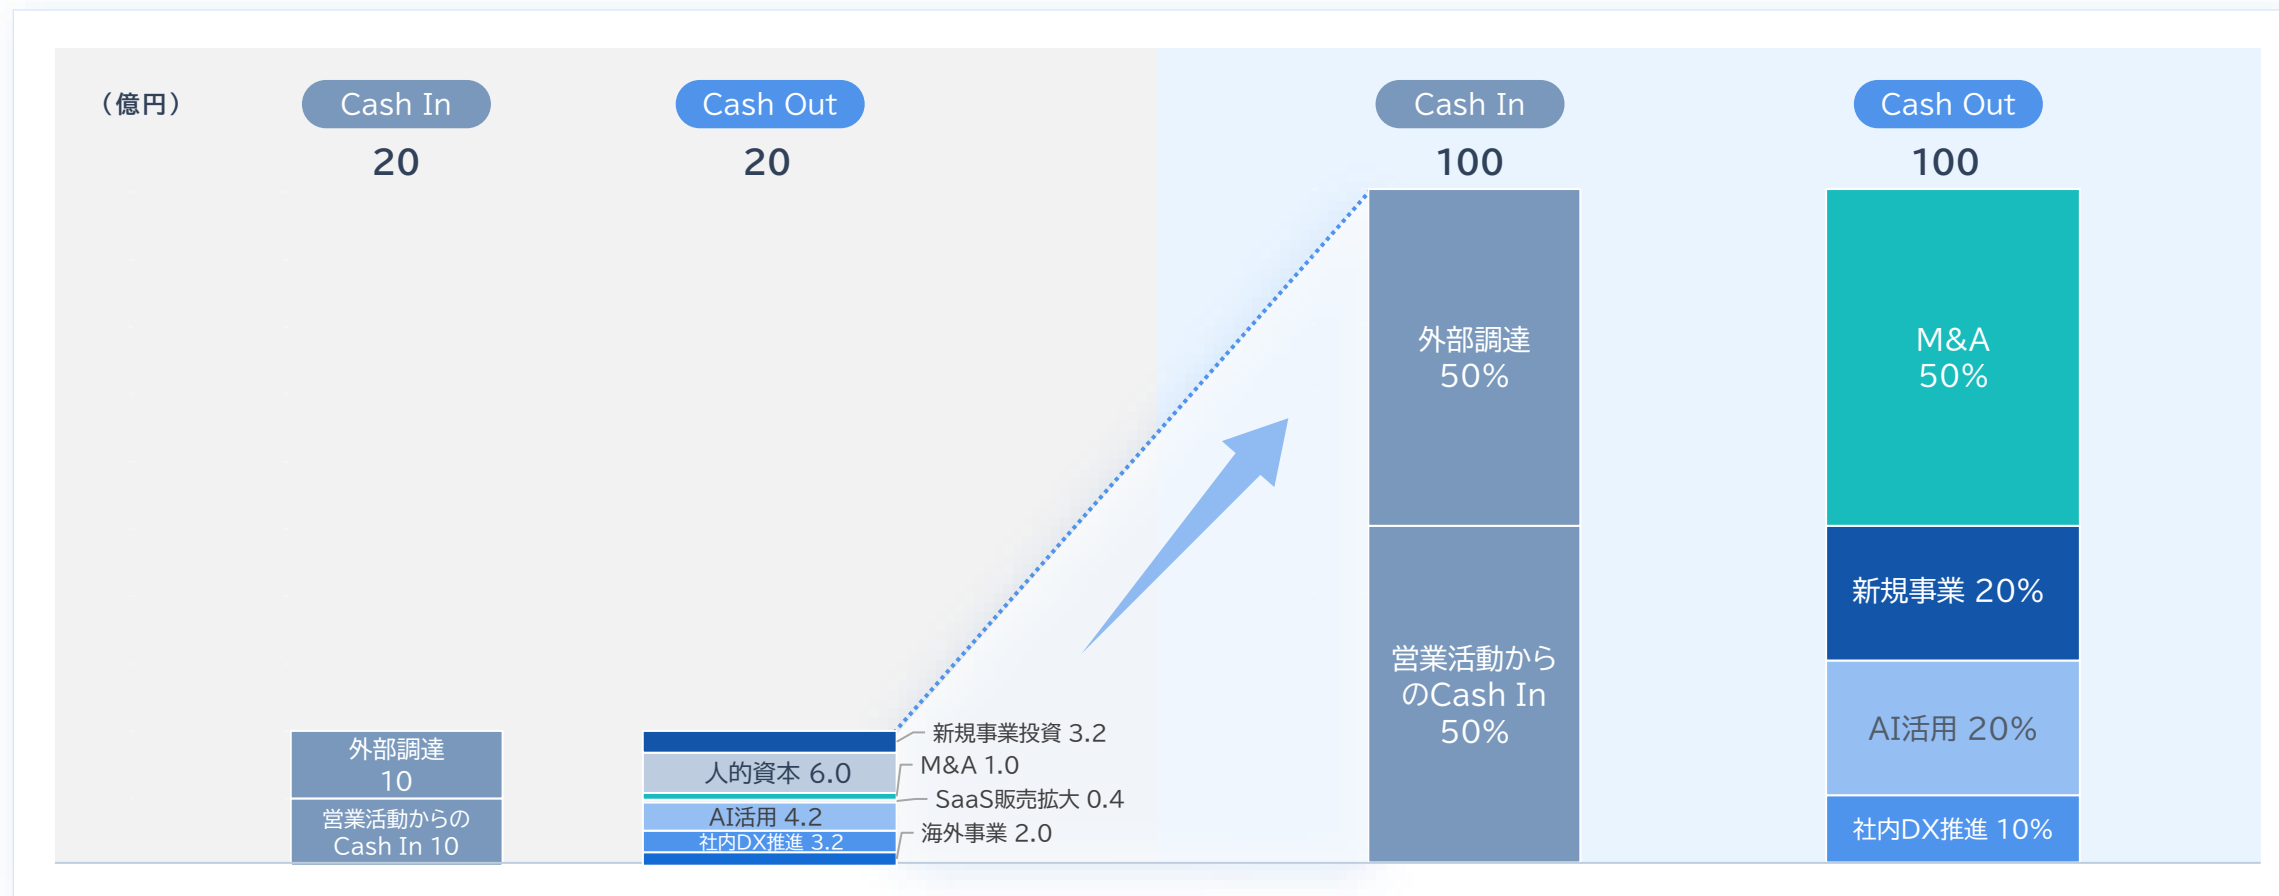 （億円）
Cash In
20
Cash Out
20
外部調達
10
営業活動からの
Cash In 10
新規事業投資 3.2
人的資本 6.0
M&A 1.0
SaaS販売拡大 0.4
AI活用 4.2
社内DX推進 3.2
海外事業 2.0
Cash In
100
外部調達
50%
営業活動から
のCash In
50%
Cash Out
100
M&A
50%
新規事業 20%
AI活用 20%
社内DX推進 10%